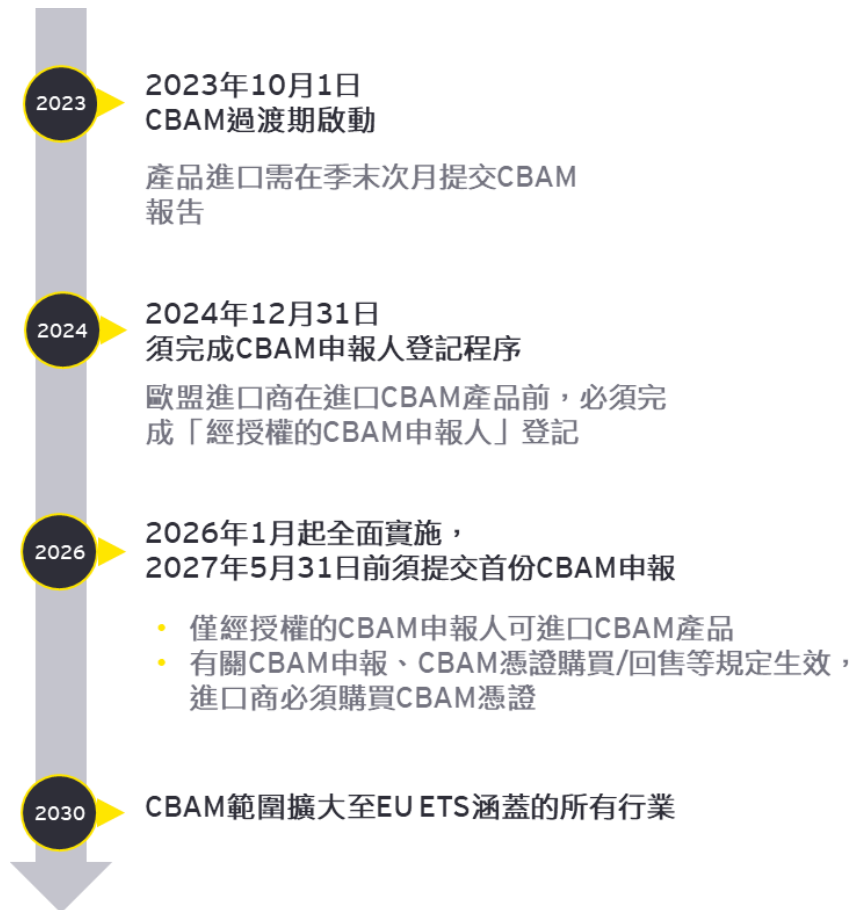 2023
2023年10月1日
CBAM過渡期啟動
產品進口需在季末次月提交CBAM
報告
2024
2024年12月31日
須完成CBAM申報人登記程序
歐盟進口商在進口CBAM產品前，必須完
成「經授權的CBAM申報人」登記
2026
2026年1月起全面實施，
2027年5月31日前須提交首份CBAM申報
• 僅經授權的CBAM申報人可進口CBAM產品
• 有關CBAM申報、CBAM憑證購買/回售等規定生效，
進口商必須購買CBAM憑證
2030
CBAM範圍擴大至EU ETS涵蓋的所有行業